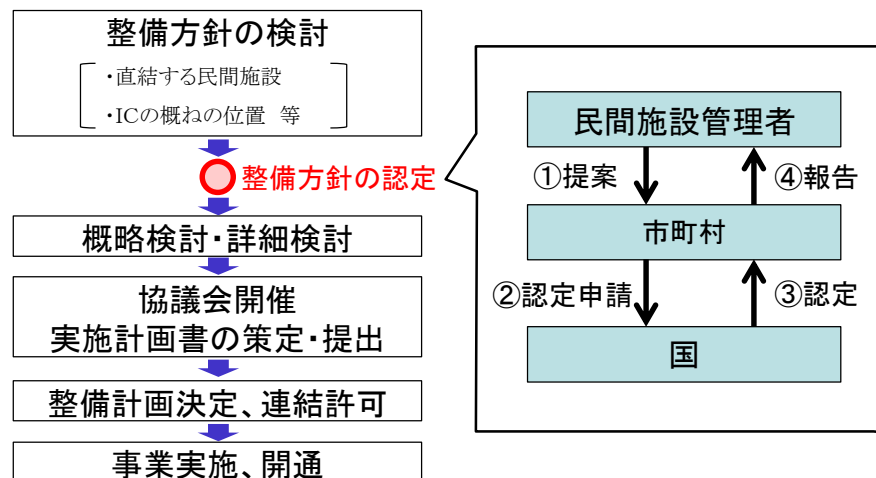 整備方針の検討
・直結する民間施設
・ICの概ねの位置 等
整備方針の認定
概略検討・詳細検討
協議会開催
実施計画書の策定・提出
整備計画決定、連結許可
事業実施、開通
民間施設管理者
①提案
④報告
市町村
②認定申請
③認定
国